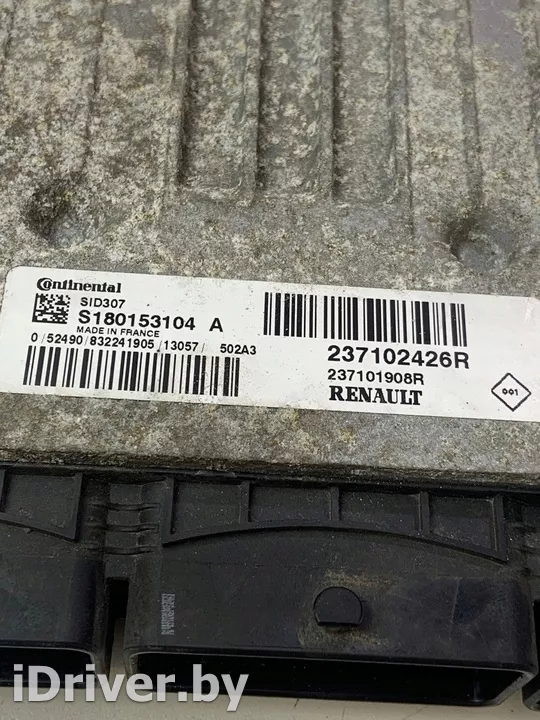 Continental
SID307
S180153104 A
MADE IN FRANCE
0/52490/832241905/13057/ 502A3
237102426R
237101908R
RENAULT
001
iDriver.by